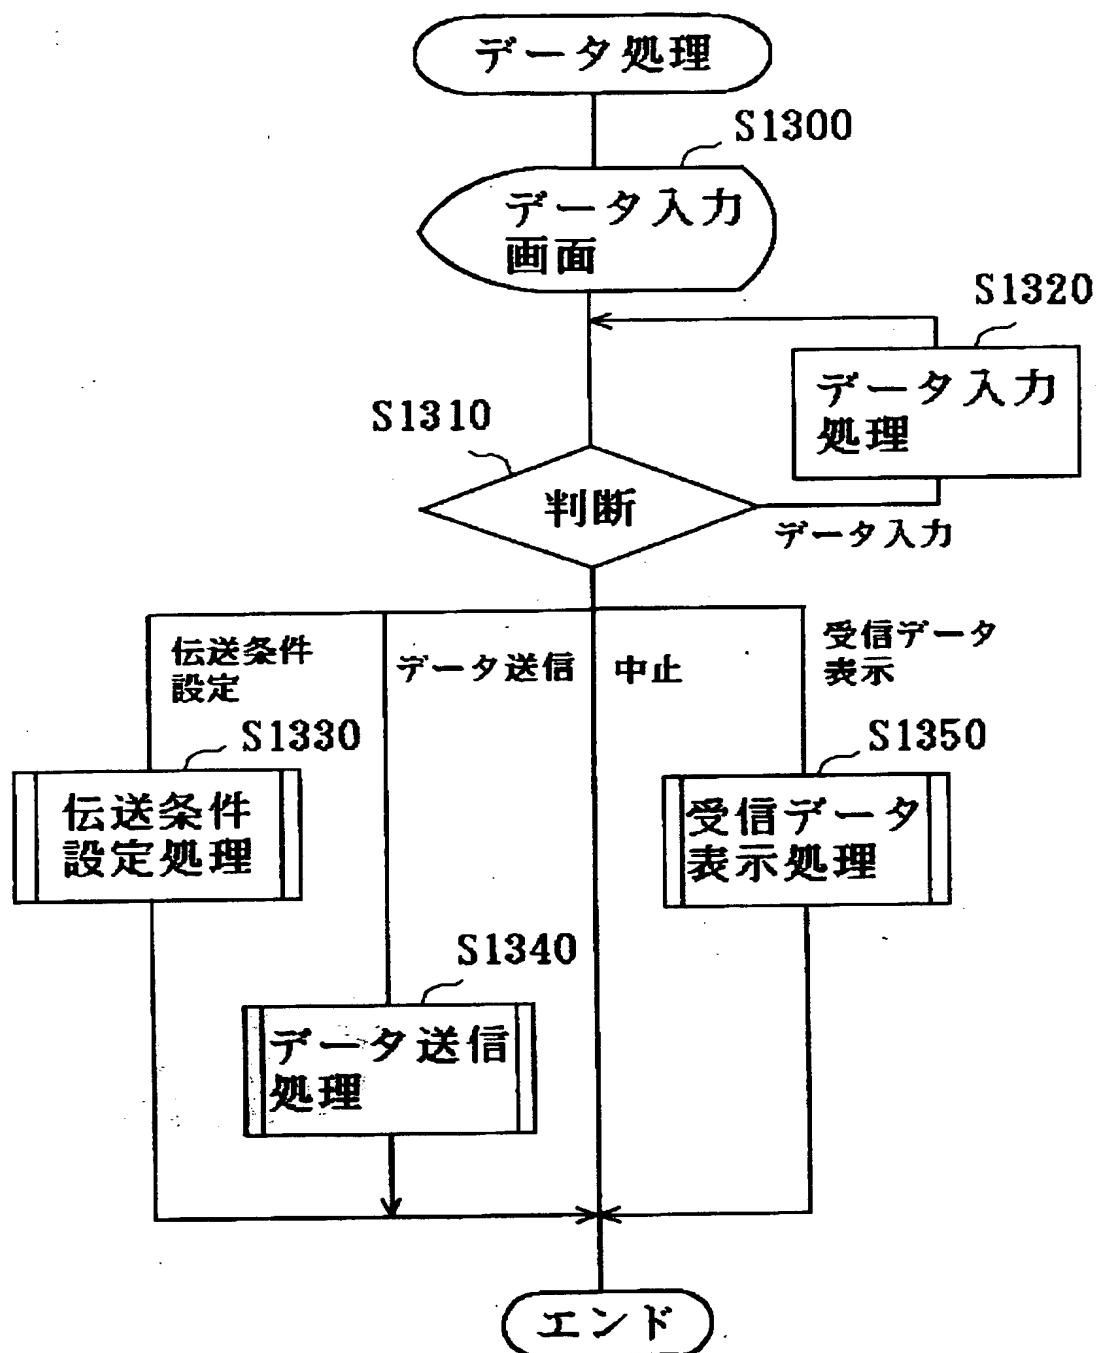 データ処理
S1300
データ入力
画面
S1320
データ入力
処理
S1310
判断
データ入力
伝送条件
設定
データ送信
中止
受信データ
表示
S1330
伝送条件
設定処理
S1350
受信データ
表示処理
S1340
データ送信
処理
エンド